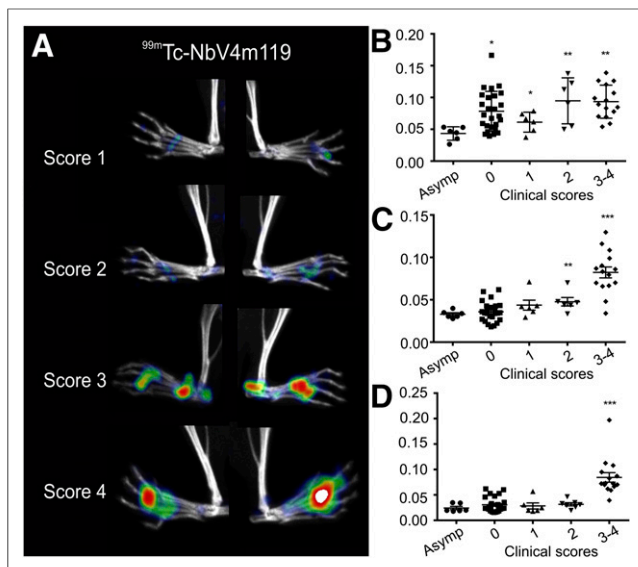 A
99mTc-NbV4m119
Score 1
Score 2
Score 3
Score 4
B
0.20
0.15
0.10
0.05
0.00
*
*
**
**
Asymp
0
1
2
3-4
Clinical scores
C
0.15
0.10
0.05
0.00
**
***
Asymp
0
1
2
3-4
Clinical scores
D
0.25
0.20
0.15
0.10
0.05
0.00
***
Asymp
0
1
2
3-4
Clinical scores